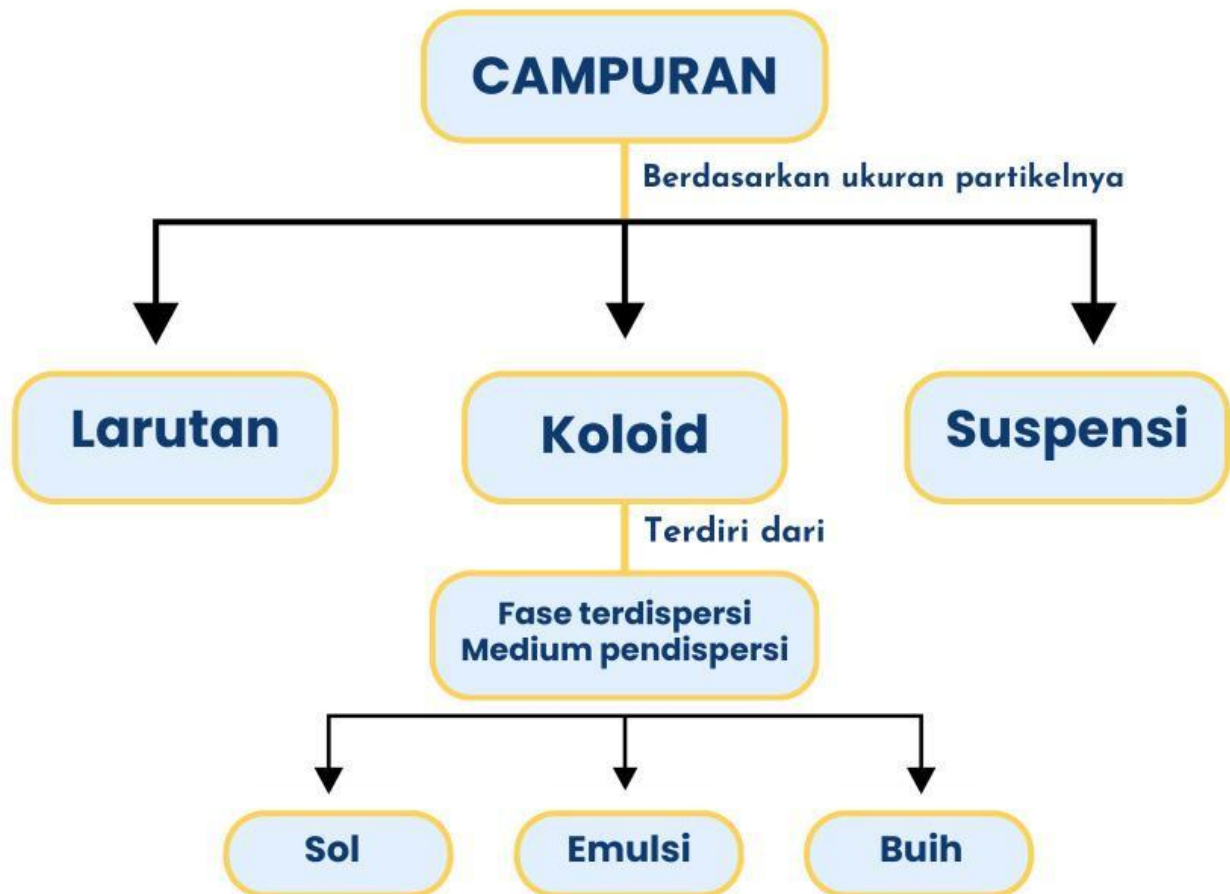 CAMPURAN
Berdasarkan ukuran partikelnya
Larutan
Koloid
Suspensi
Terdiri dari
Fase terdispersi
Medium pendispersi
Sol
Emulsi
Buih